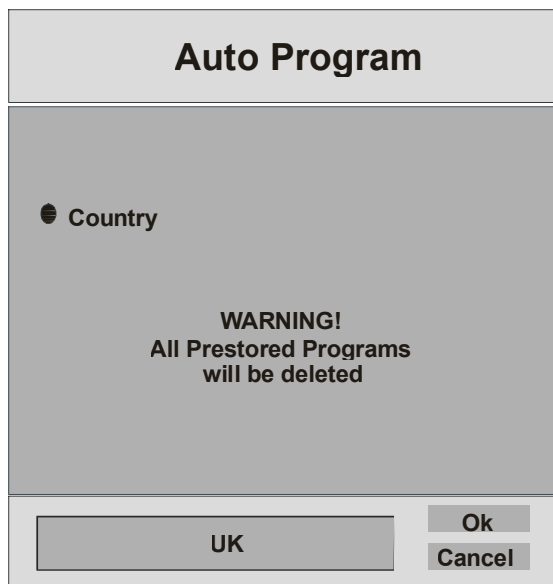 Auto Program
Country
WARNING!
All Prestored Programs
will be deleted
UK
Ok
Cancel